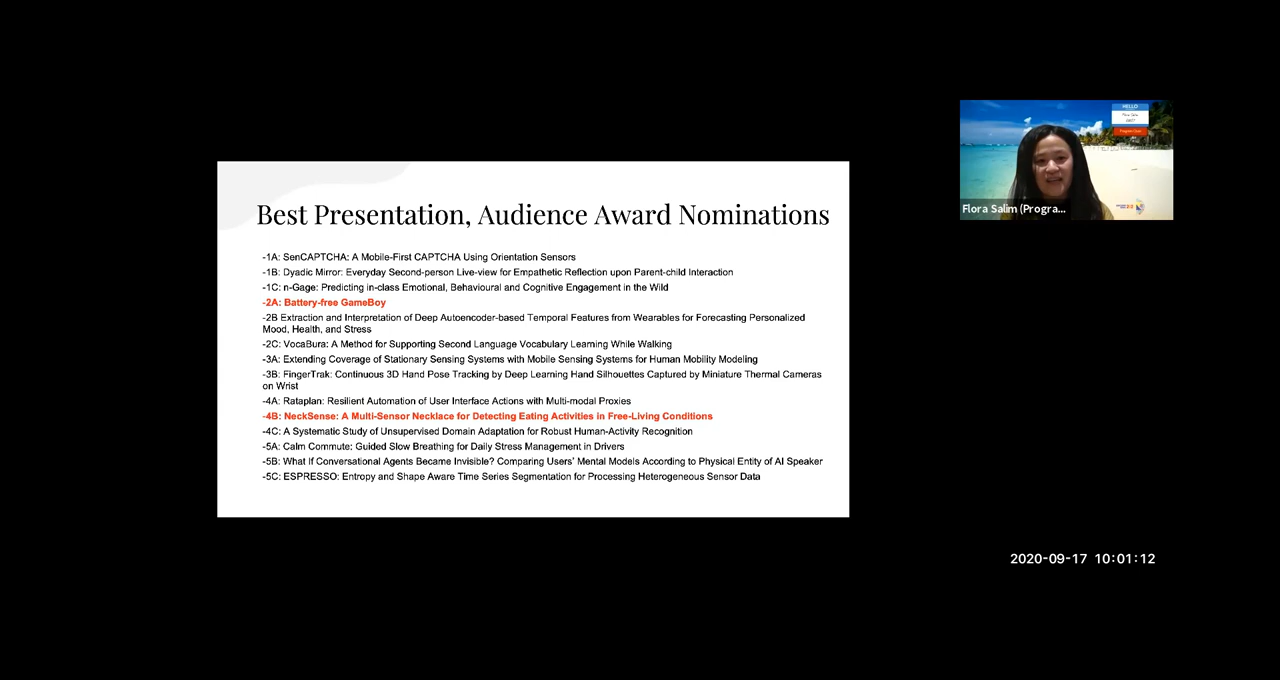 Best Presentation, Audience Award Nominations
-1A: SenCAPTCHA: A Mobile-First CAPTCHA Using Orientation Sensors
-1B: Dyadic Mirror: Everyday Second-person Live-view for Empathetic Reflection upon Parent-child Interaction
-1C: n-Gage: Predicting in-class Emotional, Behavioural and Cognitive Engagement in the Wild
-2A: Battery-free GameBoy
-2B Extraction and Interpretation of Deep Autoencoder-based Temporal Features from Wearables for Forecasting Personalized
Mood, Health, and Stress
-2C: VocaBura: A Method for Supporting Second Language Vocabulary Learning While Walking
-3A: Extending Coverage of Stationary Sensing Systems with Mobile Sensing Systems for Human Mobility Modeling
-3B: FingerTrak: Continuous 3D Hand Pose Tracking by Deep Learning Hand Silhouettes Captured by Miniature Thermal Cameras
on Wrist
-4A: Rataplan: Resilient Automation of User Interface Actions with Multi-modal Proxies
-4B: NeckSense: A Multi-Sensor Necklace for Detecting Eating Activities in Free-Living Conditions
-4C: A Systematic Study of Unsupervised Domain Adaptation for Robust Human-Activity Recognition
-5A: Calm Commute: Guided Slow Breathing for Daily Stress Management in Drivers
-5B: What If Conversational Agents Became Invisible? Comparing Users' Mental Models According to Physical Entity of AI Speaker
-5C: ESPRESSO: Entropy and Shape Aware Time Series Segmentation for Processing Heterogeneous Sensor Data
HELLO
Flora Salim (Progra...
2020-09-17 10:01:12